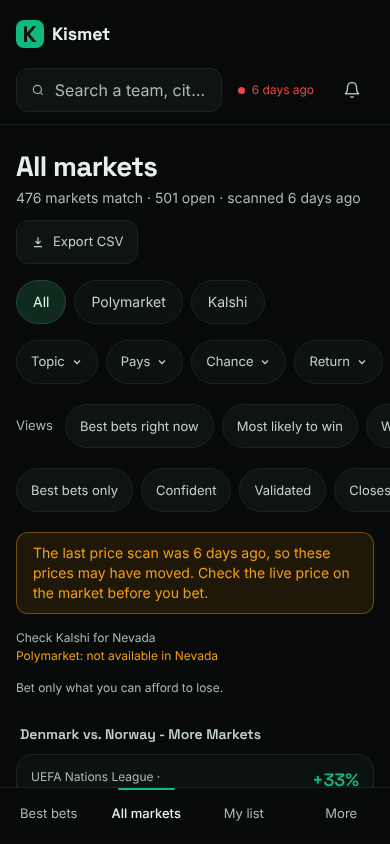 K Kismet
Search a team, cit...
6 days ago
All markets
476 markets match · 501 open · scanned 6 days ago
Export CSV
All Polymarket Kalshi
Topic Pays Chance Return
Views Best bets right now Most likely to win W
Best bets only Confident Validated Closes
The last price scan was 6 days ago, so these
prices may have moved. Check the live price on
the market before you bet.
Check Kalshi for Nevada
Polymarket: not available in Nevada
Bet only what you can afford to lose.
Denmark vs. Norway - More Markets
UEFA Nations League ·
+33%
Best bets All markets My list More